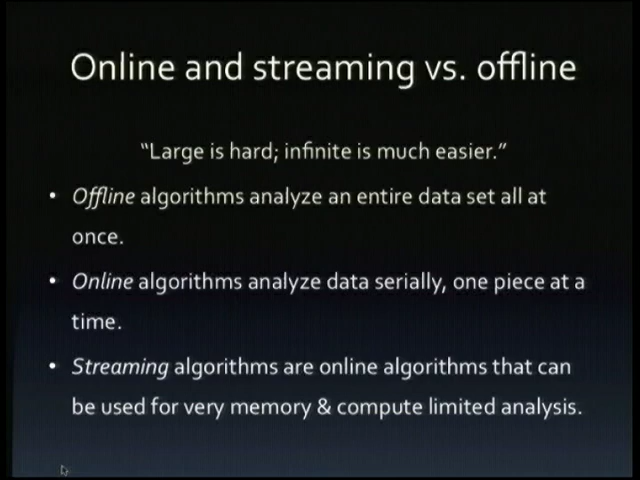 Online and streaming vs. offline
“Large is hard; infinite is much easier.”
• Offline algorithms analyze an entire data set all at
once.
• Online algorithms analyze data serially, one piece at a
time.
• Streaming algorithms are online algorithms that can
be used for very memory & compute limited analysis.